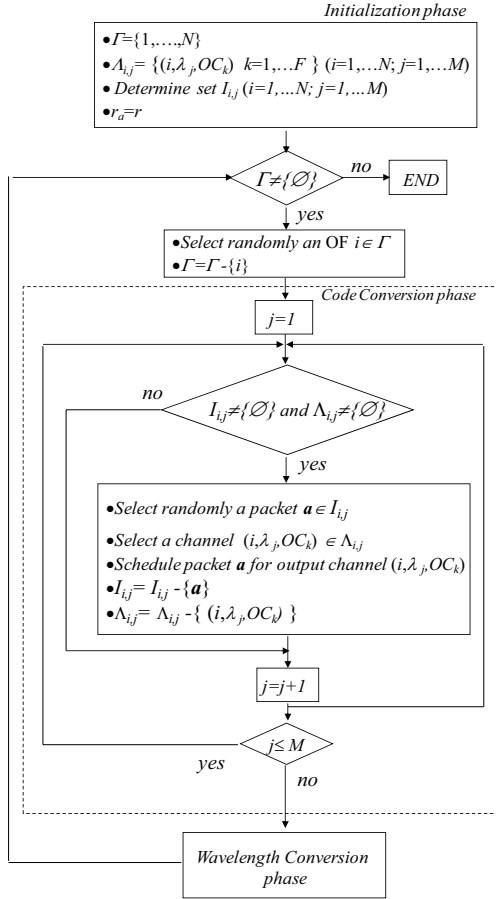 Initialization phase
•Γ={1,….,N}
•Λi,j= {(i,λj,OCk) k=1,…F } (i=1,…N; j=1,…M)
• Determine set Ii,j (i=1,...N; j=1,...M)
•ra=r
Γ≠{∅}
no
END
yes
•Select randomly an OF i∈ Γ
•Γ=Γ -{i}
Code Conversion phase
j=1
no
Ii,j≠{∅} and Λi,j≠{∅}
yes
•Select randomly a packet a∈ Ii,j
•Select a channel (i,λj,OCk) ∈ Λi,j
•Schedule packet a for output channel (i,λj,OCk)
•Ii,j= Ii,j -{a}
•Λi,j= Λi,j -{ (i,λj,OCk) }
j=j+1
j≤ M
yes
no
Wavelength Conversion
phase